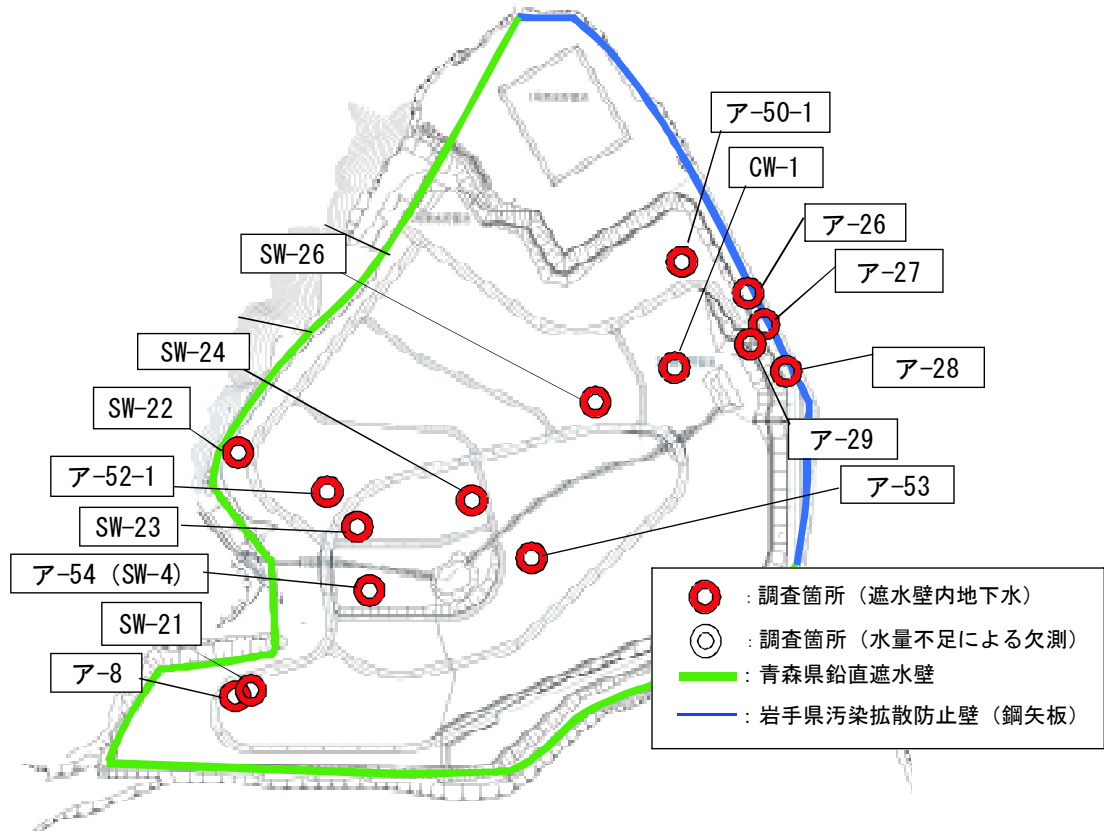 ア-50-1
CW-1
ア-26
SW-26
ア-27
SW-24
ア-28
SW-22
ア-29
ア-52-1
ア-53
SW-23
ア-54（SW-4）
SW-21
ア-8
：調査箇所（遮水壁内地下水）
：調査箇所（水量不足による欠測）
：青森県鉛直遮水壁
：岩手県汚染拡散防止壁（鋼矢板）